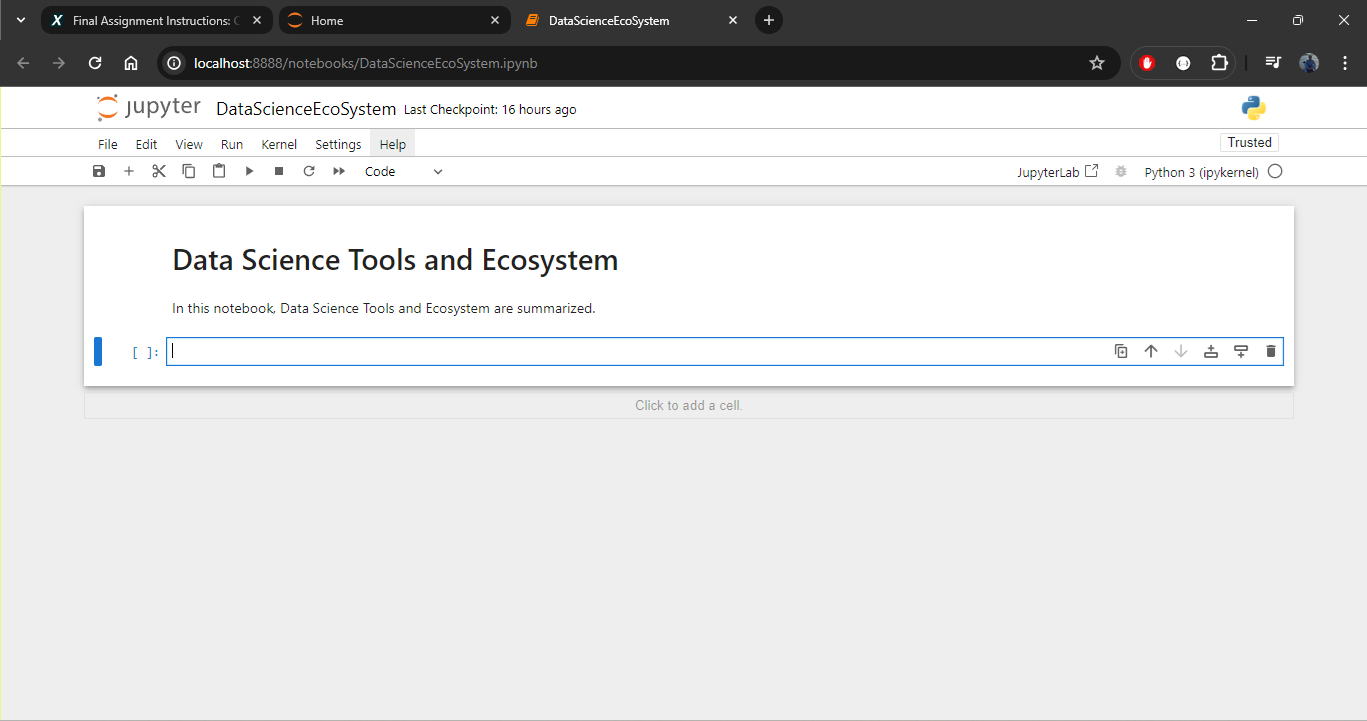 Final Assignment Instructions: C
Home
DataScienceEcoSystem
localhost:8888/notebooks/DataScienceEcoSystem.ipynb
jupyter DataScienceEcoSystem Last Checkpoint: 16 hours ago
File Edit View Run Kernel Settings Help Trusted
Code JupyterLab Python 3 (ipykernel)
Data Science Tools and Ecosystem
In this notebook, Data Science Tools and Ecosystem are summarized.
[ ]:
Click to add a cell.